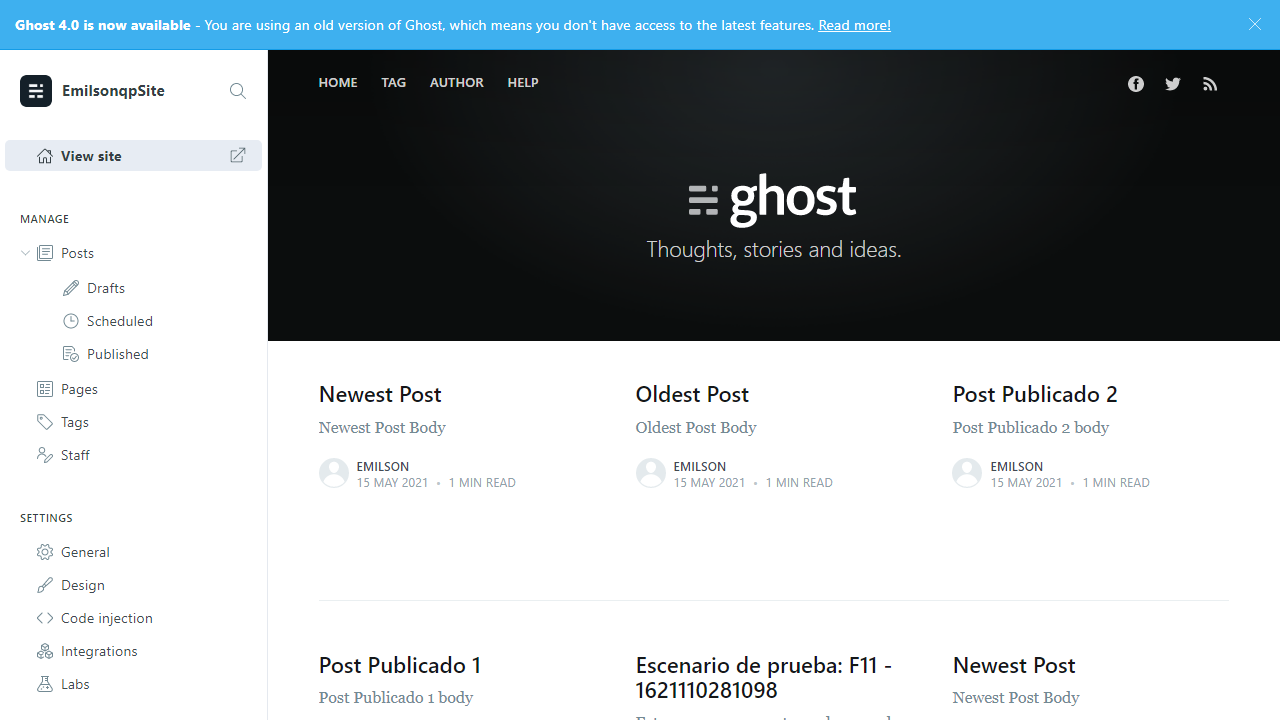 Ghost 4.0 is now available - You are using an old version of Ghost, which means you don't have access to the latest features. Read more!
EmilsonqpSite
View site
MANAGE
Posts
Drafts
Scheduled
Published
Pages
Tags
Staff
SETTINGS
General
Design
Code injection
Integrations
Labs
HOME TAG AUTHOR HELP
ghost
Thoughts, stories and ideas.
Newest Post
Newest Post Body
EMILSON
15 MAY 2021 • 1 MIN READ
Oldest Post
Oldest Post Body
EMILSON
15 MAY 2021 • 1 MIN READ
Post Publicado 2
Post Publicado 2 body
EMILSON
15 MAY 2021 • 1 MIN READ
Post Publicado 1
Post Publicado 1 body
Escenario de prueba: F11 -
1621110281098
Newest Post
Newest Post Body